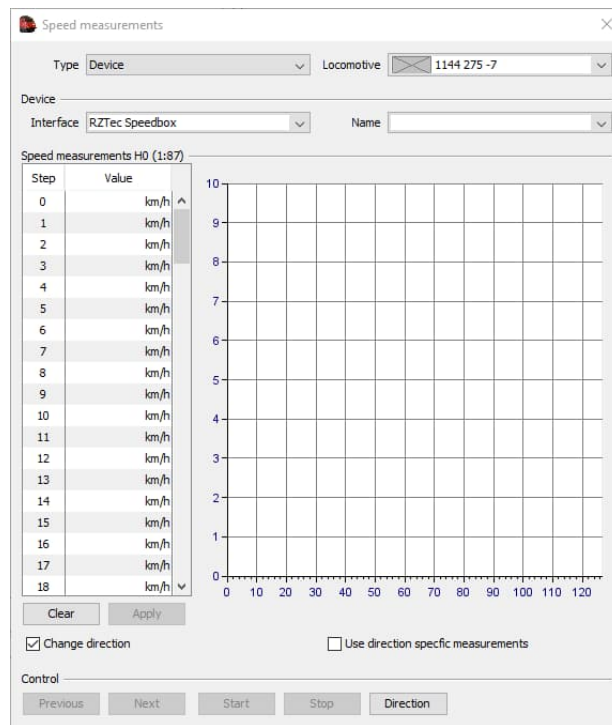 Speed measurements
Type Device Locomotive 1144 275 -7
Device
Interface RZTec Speedbox Name
Speed measurements H0 (1:87)
Step Value
0 km/h
1 km/h
2 km/h
3 km/h
4 km/h
5 km/h
6 km/h
7 km/h
8 km/h
9 km/h
10 km/h
11 km/h
12 km/h
13 km/h
14 km/h
15 km/h
16 km/h
17 km/h
18 km/h
10
9
8
7
6
5
4
3
2
1
0
0 10 20 30 40 50 60 70 80 90 100 110 120
Clear Apply
Change direction Use direction specfic measurements
Control
Previous Next Start Stop Direction